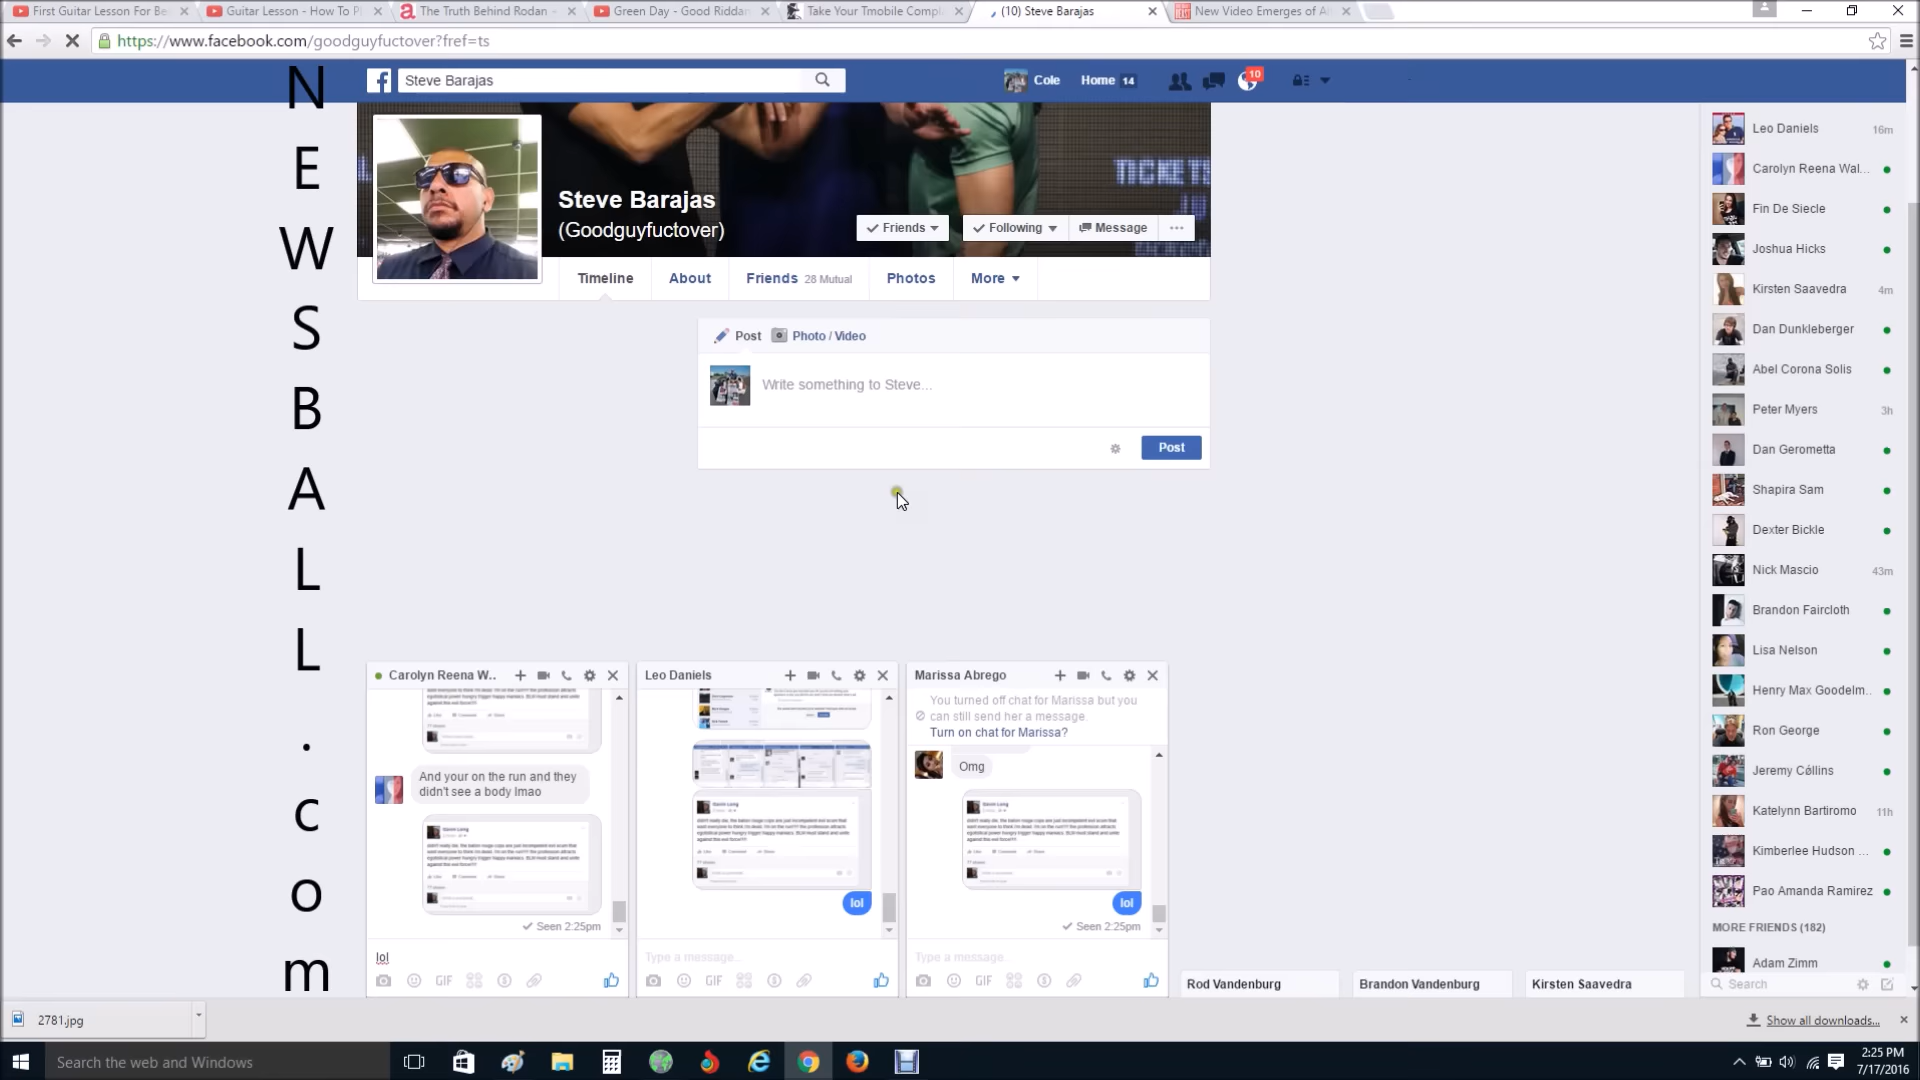 First Guitar Lesson For Be
Guitar Lesson - How To Pl
The Truth Behind Rodan -
Green Day - Good Riddan
Take Your Tmobile Compl
(10) Steve Barajas
New Video Emerges of Al
https://www.facebook.com/goodguyfuctover?fref=ts
Steve Barajas
Cole
Home 14
10
NEWSBALL.com
Steve Barajas
(Goodguyfuctover)
Friends
Following
Message
TICKETS
Timeline
About
Friends 28 Mutual
Photos
More
Post
Photo / Video
Write something to Steve...
Post
Leo Daniels 16m
Carolyn Reena Wal...
Fin De Siecle
Joshua Hicks
Kirsten Saavedra 4m
Dan Dunkleberger
Abel Corona Solis
Peter Myers 3h
Dan Gerometta
Shapira Sam
Dexter Bickle
Nick Mascio 43m
Brandon Faircloth
Lisa Nelson
Henry Max Goodelm..
Ron George
Jeremy Cóllins
Katelynn Bartiromo 11h
Kimberlee Hudson ...
Pao Amanda Ramirez
MORE FRIENDS (182)
Adam Zimm
Search
Carolyn Reena W..
And your on the run and they
didn't see a body lmao
Seen 2:25pm
lol
GIF
Leo Daniels
lol
Type a message..
GIF
Marissa Abrego
You turned off chat for Marissa but you
can still send her a message.
Turn on chat for Marissa?
Omg
lol
Seen 2:25pm
Type a message..
GIF
Rod Vandenburg
Brandon Vandenburg
Kirsten Saavedra
2781.jpg
Show all downloads...
Search the web and Windows
2:25 PM
7/17/2016